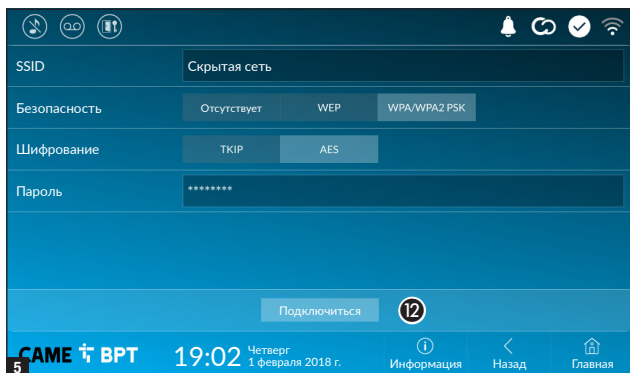 SSID Скрытая сеть
Безопасность Отсутствует WEP WPA/WPA2 PSK
Шифрование TKIP AES
Пароль ********
Подключиться 12
5 CAME BPT 19:02 Четверг
1 февраля 2018 г.
Информация Назад Главная